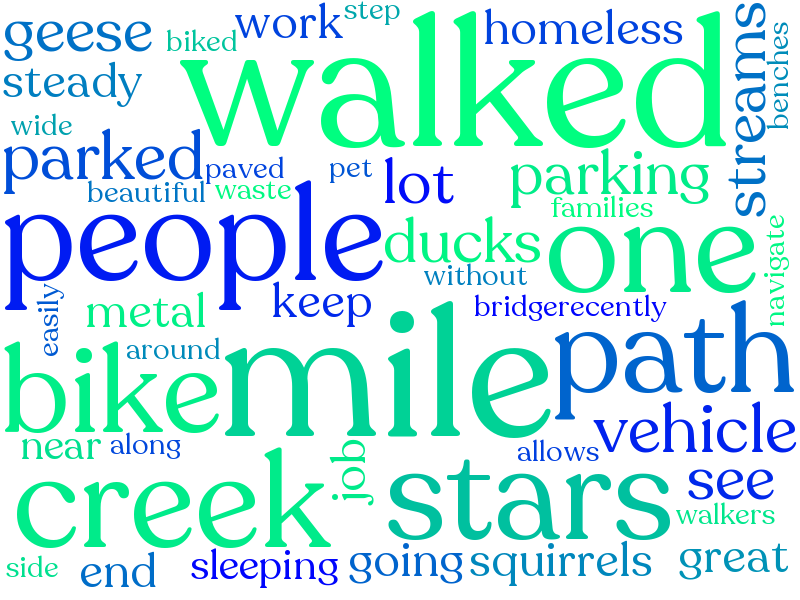 geese
biked
work
step
homeless
streams
benches
steady
walked
wide
parked
paved
pet
lot
parking
beautiful
waste
families
people
ducks
one
navigate
without
easily
metal
keep
bridgerecently
around
bike
mile
path
near
along
vehicle
allows
job
creek
stars
see
walkers
side
end
sleeping
going
squirrels
great